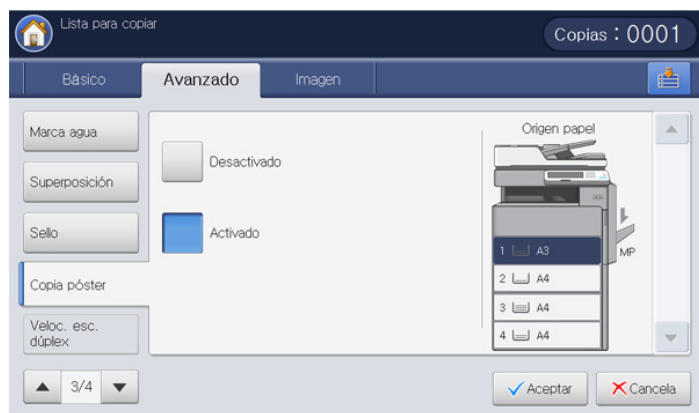 Lista para copiar
Copias : 0001
Básico
Avanzado
Imagen
Marca agua
Superposición
Sello
Copia póster
Veloc. esc.
dúplex
3/4
Desactivado
Activado
Origen papel
1 A3
2 A4
3 A4
4 A4
MP
Aceptar
Cancela